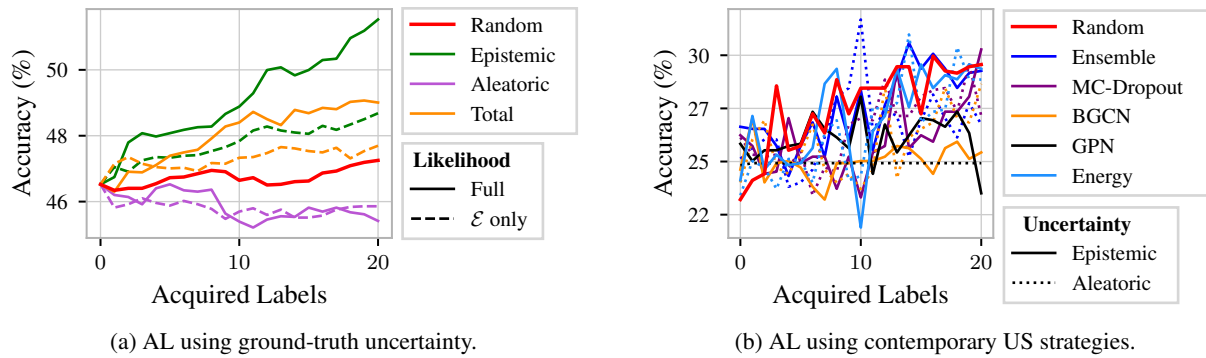 Accuracy (%)
50
48
46
0
10
20
Acquired Labels
Random
Epistemic
Aleatoric
Total
Likelihood
Full
ℰ only
(a) AL using ground-truth uncertainty.
Accuracy (%)
30
27
25
22
0
10
20
Acquired Labels
Random
Ensemble
MC-Dropout
BGCN
GPN
Energy
Uncertainty
Epistemic
Aleatoric
(b) AL using contemporary US strategies.